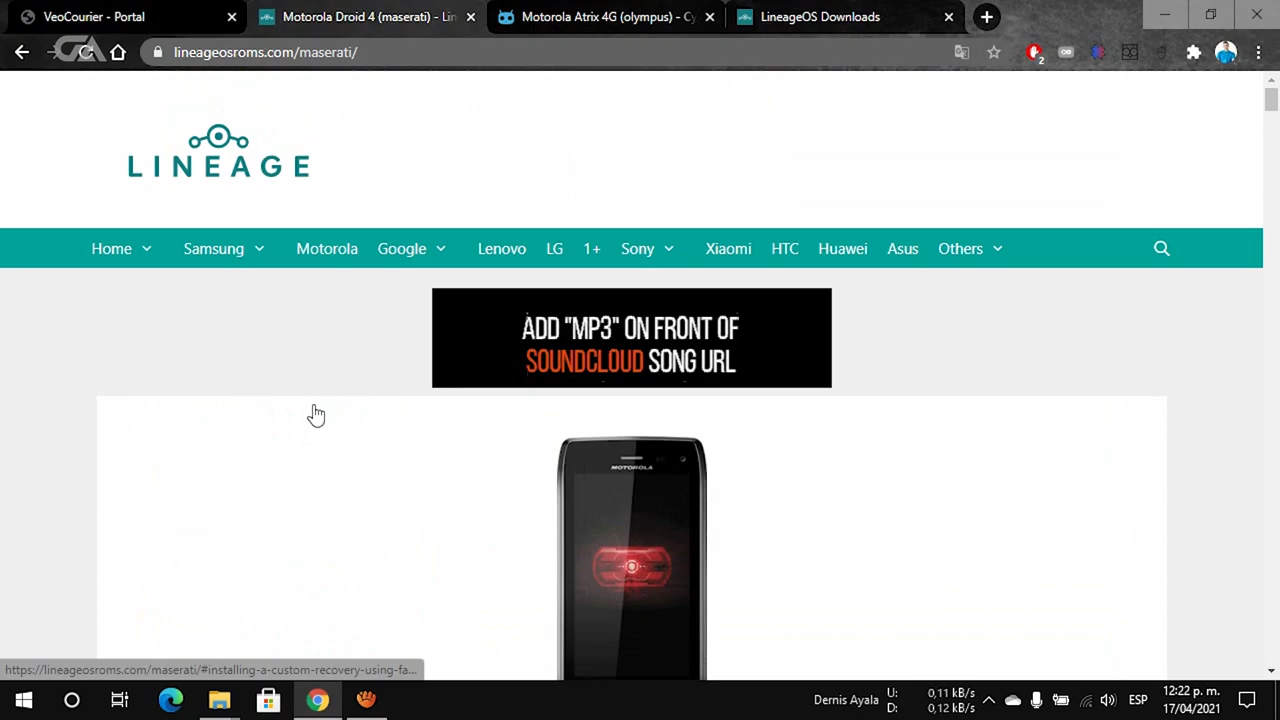 VeoCourier - Portal
Motorola Droid 4 (maserati) - Lin
Motorola Atrix 4G (olympus) - Cy
LineageOS Downloads
lineageosroms.com/maserati/
2
LINEAGE
Home
Samsung
Motorola
Google
Lenovo
LG
1+
Sony
Xiaomi
HTC
Huawei
Asus
Others
ADD "MP3" ON FRONT OF
SOUNDCLOUD SONG URL
MOTOROLA
https://lineageosroms.com/maserati/#installing-a-custom-recovery-using-fa...
Dernis Ayala
U: 0,11 kB/s
D: 0,12 kB/s
ESP
12:22 p. m.
17/04/2021